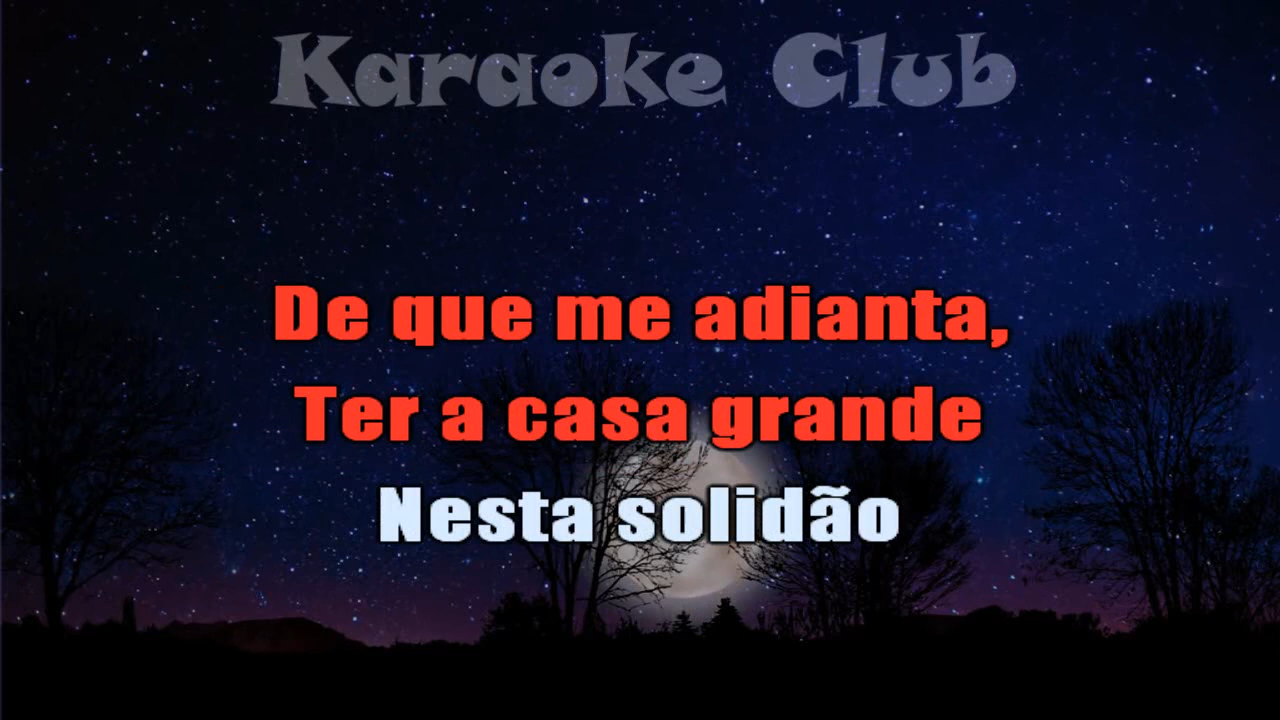 Karaoke Club
De que me adianta,
Ter a casa grande
Nesta solidão